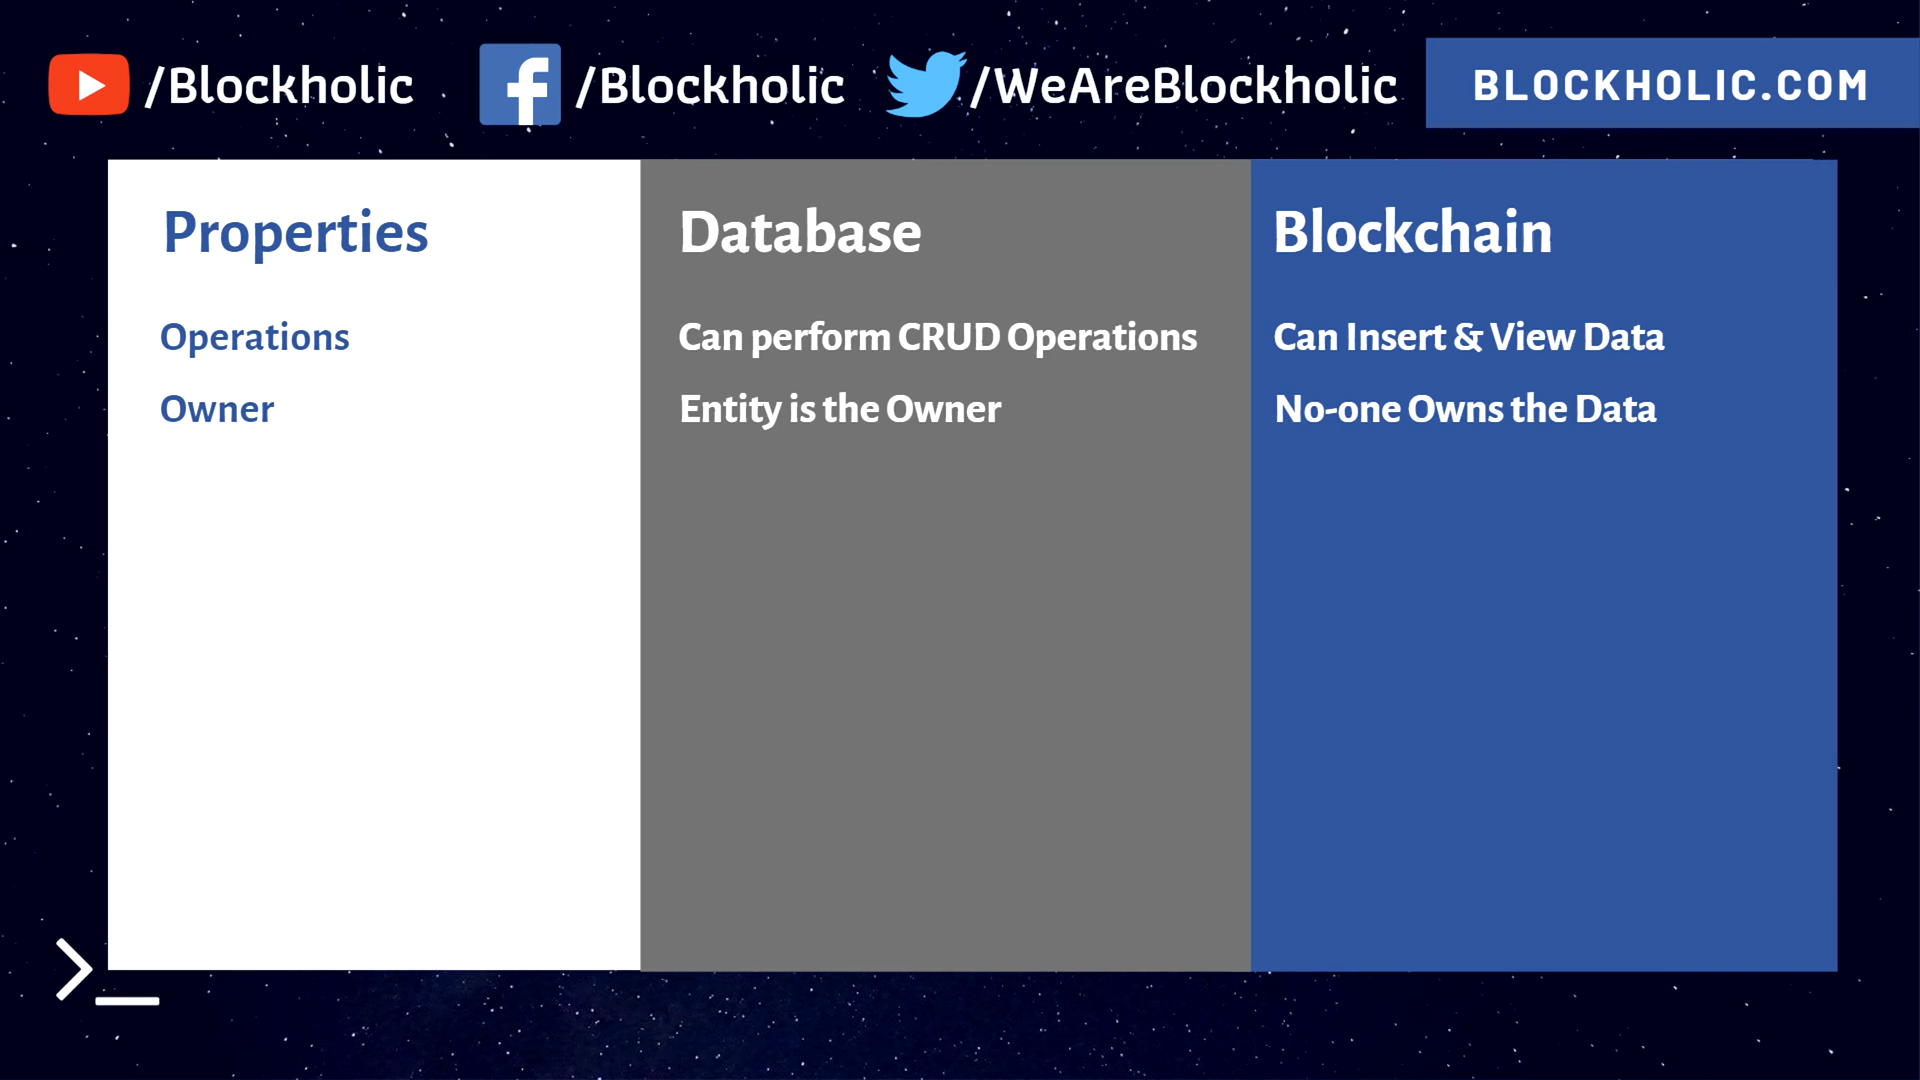 /Blockholic /Blockholic /WeAreBlockholic BLOCKHOLIC.COM
Properties Database Blockchain
Operations Can perform CRUD Operations Can Insert & View Data
Owner Entity is the Owner No-one Owns the Data